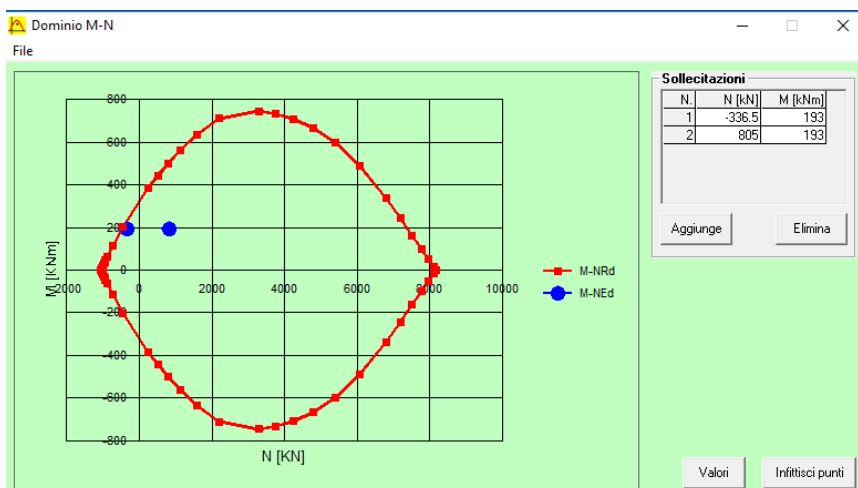 Dominio M-N
File
800
600
400
200
0
-200
-400
-600
-800
M [KNm]
-2000 0 2000 4000 6000 8000 10000
N [KN]
M-NRd
M-NEd
Sollecitazioni
N. N [kN] M [kNm]
1 -336.5 193
2 805 193
Aggiunge Elimina
Valori Infittisci punti